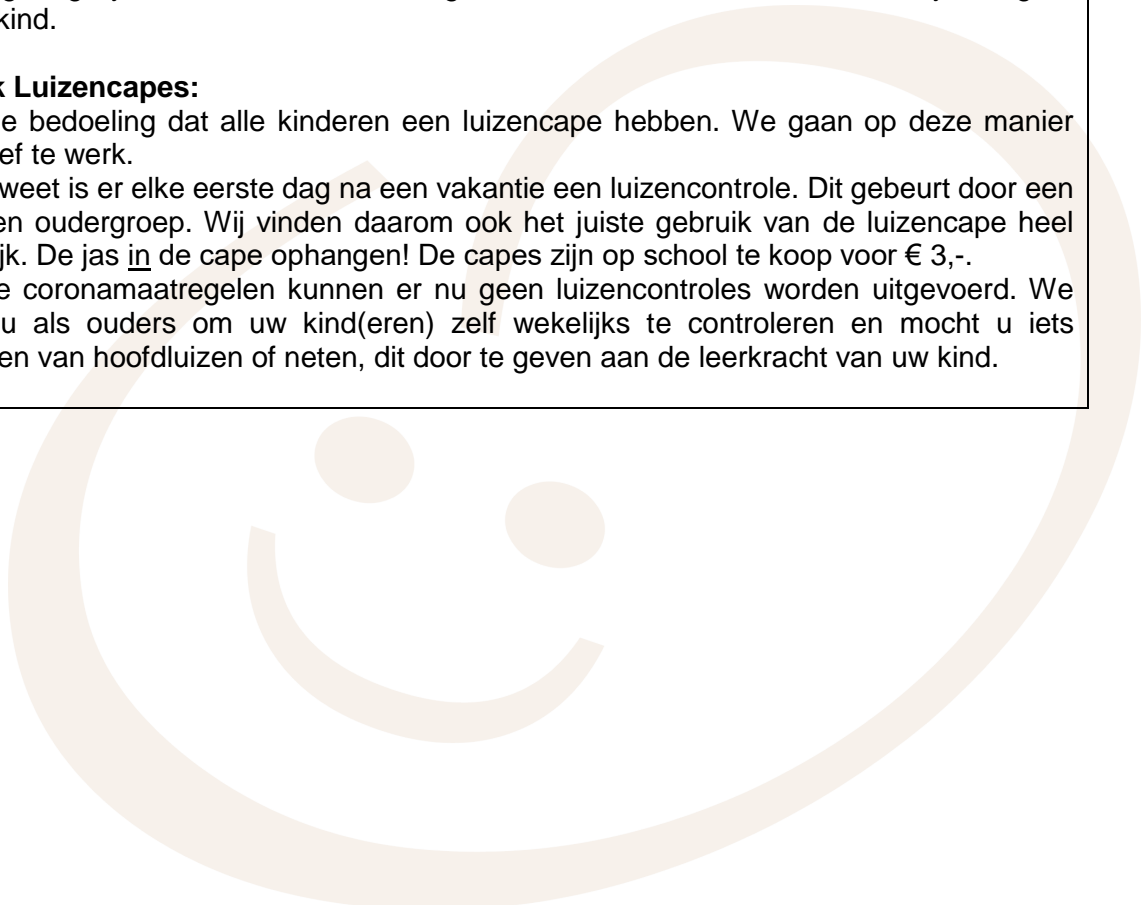 kind.
k Luizencapes:
e bedoeling dat alle kinderen een luizencape hebben. We gaan op deze manier
ef te werk.
weet is er elke eerste dag na een vakantie een luizencontrole. Dit gebeurt door een
en oudergroep. Wij vinden daarom ook het juiste gebruik van de luizencape heel
jk. De jas in de cape ophangen! De capes zijn op school te koop voor € 3,-.
e coronamaatregelen kunnen er nu geen luizencontroles worden uitgevoerd. We
u als ouders om uw kind(eren) zelf wekelijks te controleren en mocht u iets
en van hoofdluizen of neten, dit door te geven aan de leerkracht van uw kind.